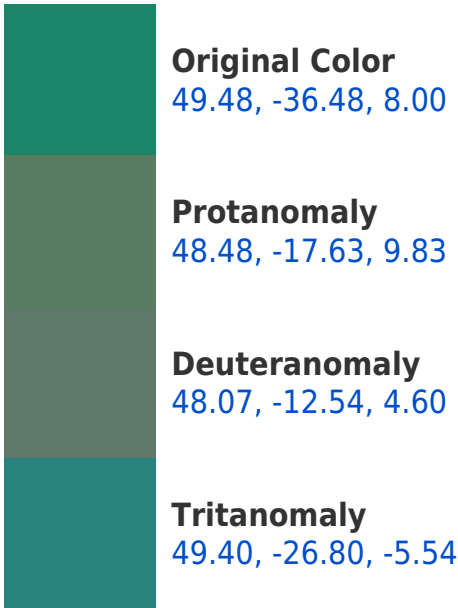 Original Color
49.48, -36.48, 8.00
Protanomaly
48.48, -17.63, 9.83
Deuteranomaly
48.07, -12.54, 4.60
Tritanomaly
49.40, -26.80, -5.54